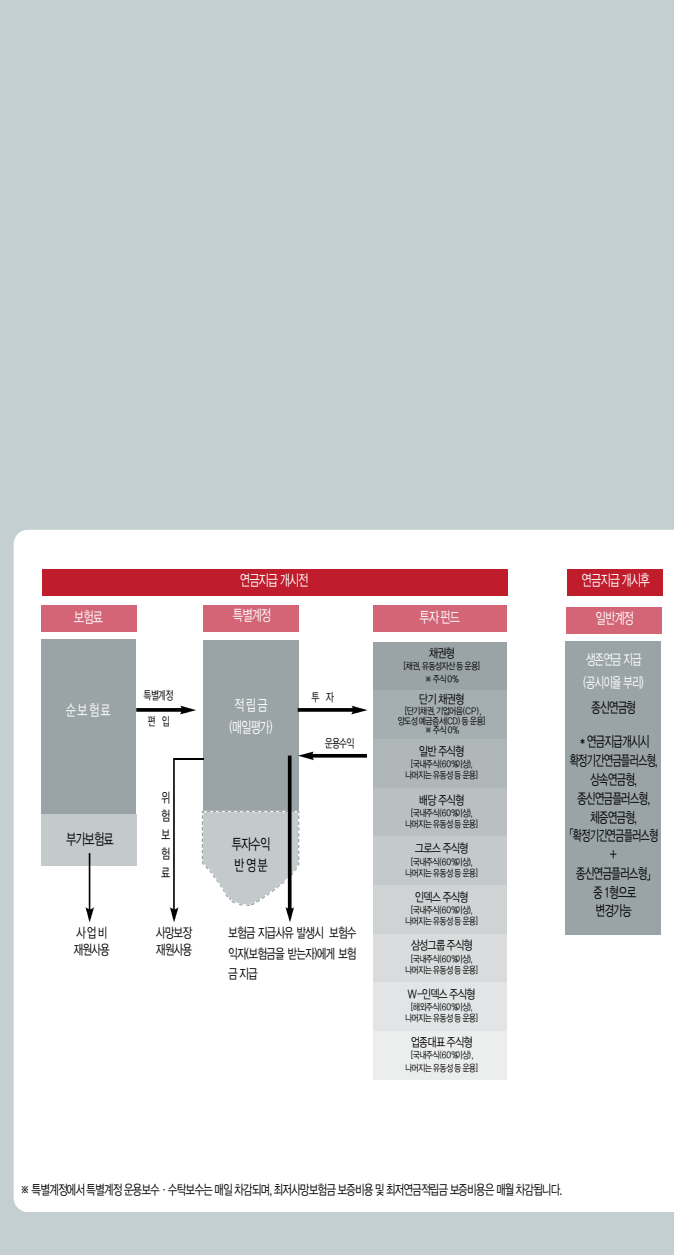 연금지급 개시전
연금지급 개시후
보험료
특별계정
투자 펀드
일반계정
순보험료
부가보험료
사 업 비
재원사용
특별계정
편 입
위
험
보
험
료
사망보장
재원사용
적립금
(매일평가)
투자수익
반 영 분
보험금 지급사유 발생시 보험수
익자(보험금을 받는자)에게 보험
금 지급
투 자
운용수익
채권형
[채권, 유동성자산 등 운용]
※ 주식 0%
단기 채권형
[단기채권, 기업어음(CP),
양도성 예금증서(CD) 등 운용]
※ 주식 0%
일반 주식형
[국내주식(60%이상),
나머지는 유동성 등 운용]
배당 주식형
[국내주식(60%이상),
나머지는 유동성 등 운용]
그로스 주식형
[국내주식(60%이상),
나머지는 유동성 등 운용]
인덱스 주식형
[국내주식(60%이상),
나머지는 유동성 등 운용]
삼성그룹 주식형
[국내주식(60%이상),
나머지는 유동성 등 운용]
W-인덱스 주식형
[해외주식(60%이상),
나머지는 유동성 등 운용]
업종대표 주식형
[국내주식(60%이상),
나머지는 유동성 등 운용]
생존연금 지급
(공시이율 부리)
종신연금형
* 연금지급개시시
확정기간연금플러스형,
상속연금형,
종신연금플러스형,
체증연금형,
「확정기간연금플러스형
+
종신연금플러스형」
중 1형으로
변경가능
※ 특별계정에서 특별계정 운용보수 · 수탁보수는 매일 차감되며, 최저사망보험금 보증비용 및 최저연금적립금 보증비용은 매월 차감됩니다.